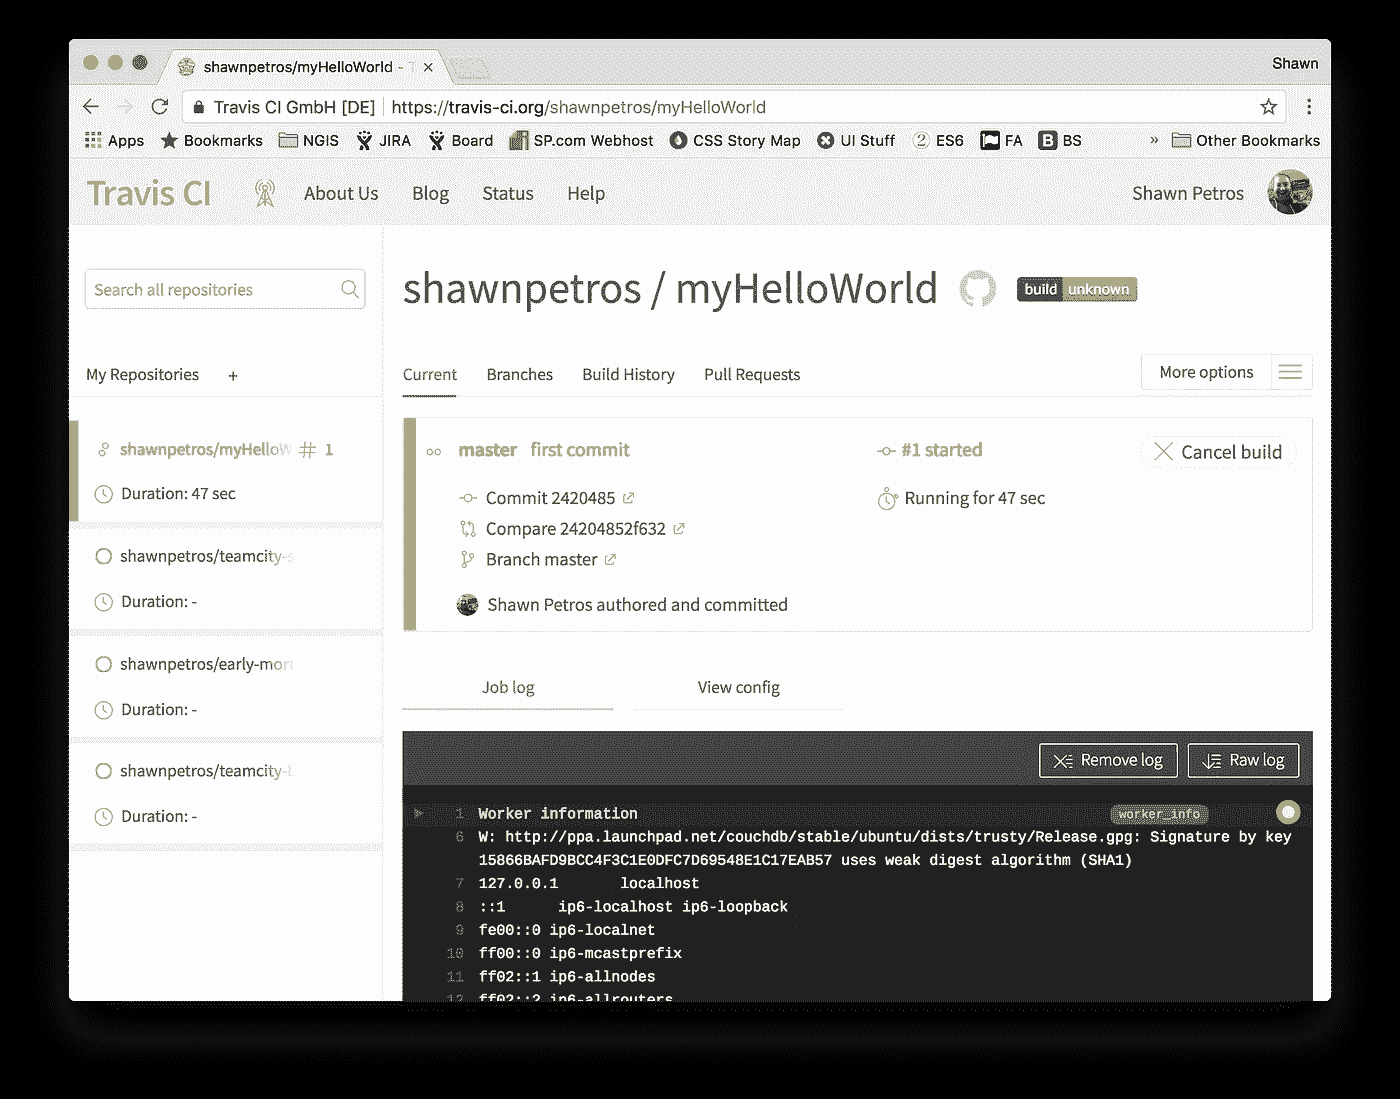 shawnpetros/myHelloWorld -
Shawn
Travis CI GmbH [DE] https://travis-ci.org/shawnpetros/myHelloWorld
Apps Bookmarks NGIS JIRA Board SP.com Webhost CSS Story Map UI Stuff ES6 FA BS » Other Bookmarks
Travis CI About Us Blog Status Help Shawn Petros
Search all repositories
My Repositories +
shawnpetros/myHelloW # 1
Duration: 47 sec
shawnpetros/teamcity-
Duration: -
shawnpetros/early-mor
Duration: -
shawnpetros/teamcity-
Duration: -
shawnpetros / myHelloWorld build unknown
Current Branches Build History Pull Requests More options
master first commit #1 started Cancel build
Commit 2420485 Running for 47 sec
Compare 24204852f632
Branch master
Shawn Petros authored and committed
Job log View config
Remove log Raw log
1 Worker information worker_info
6 W: http://ppa.launchpad.net/couchdb/stable/ubuntu/dists/trusty/Release.gpg: Signature by key
15866BAFD9BCC4F3C1E0DFC7D69548E1C17EAB57 uses weak digest algorithm (SHA1)
7 127.0.0.1 localhost
8 ::1 ip6-localhost ip6-loopback
9 fe00::0 ip6-localnet
10 ff00::0 ip6-mcastprefix
11 ff02::1 ip6-allnodes
12 ff02::2 ip6-allrouters